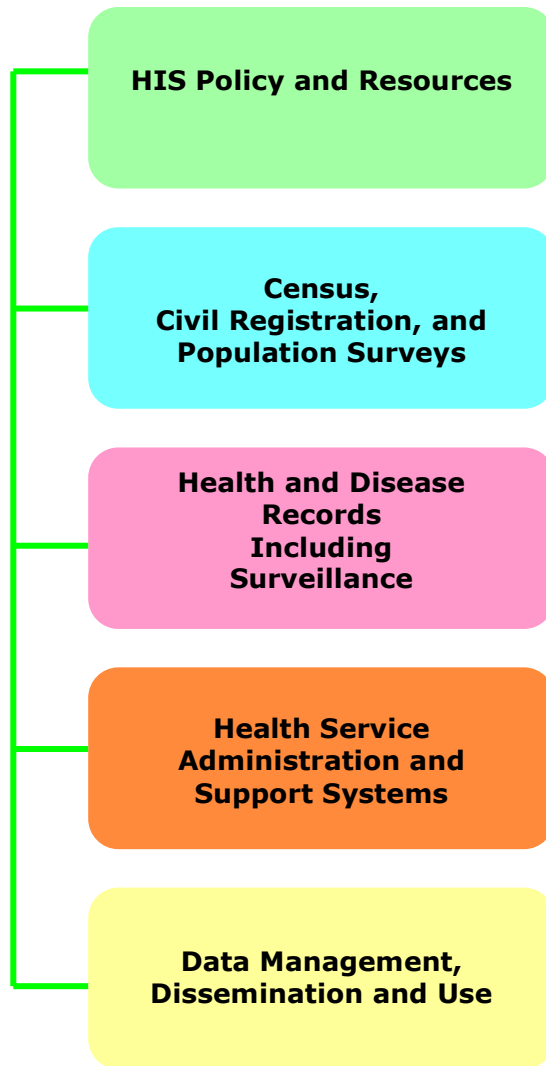 HIS Policy and Resources
Census,
Civil Registration, and
Population Surveys
Health and Disease
Records
Including
Surveillance
Health Service
Administration and
Support Systems
Data Management,
Dissemination and Use